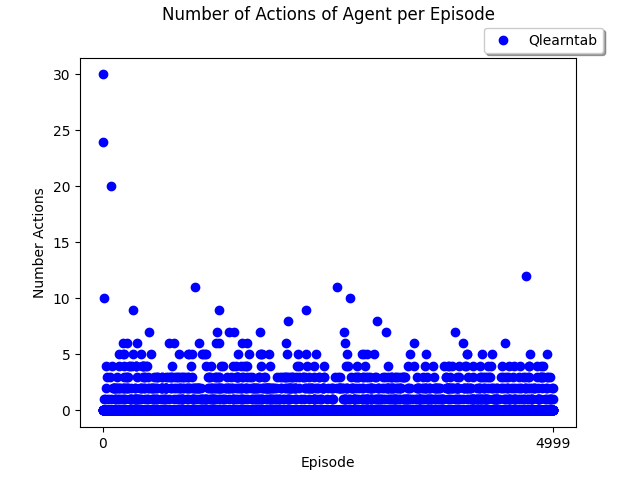 Number of Actions of Agent per Episode
Qlearntab
30
25
20
15
10
5
0
Number Actions
0 4999
Episode